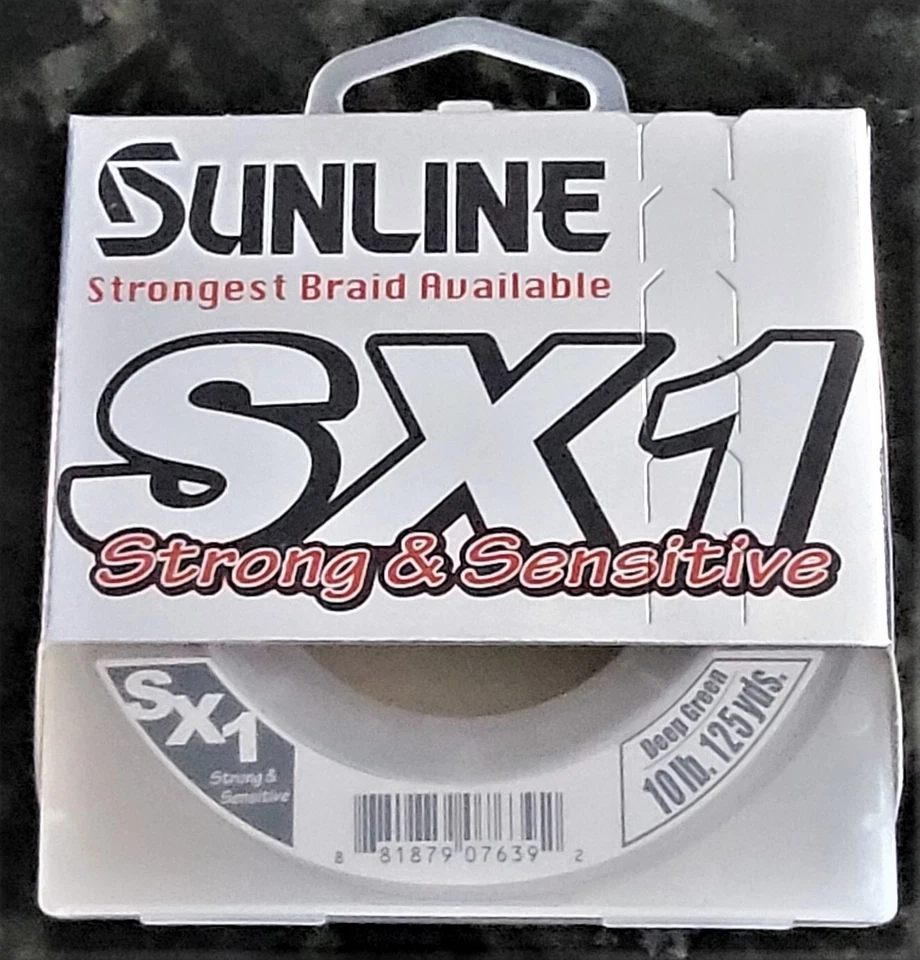 SUNLINE
Strongest Braid Available
SX1
Strong & Sensitive
SX1
Strong &
Sensitive
Deep Green
10 lb. 125 yds.
8 81879 07639 2